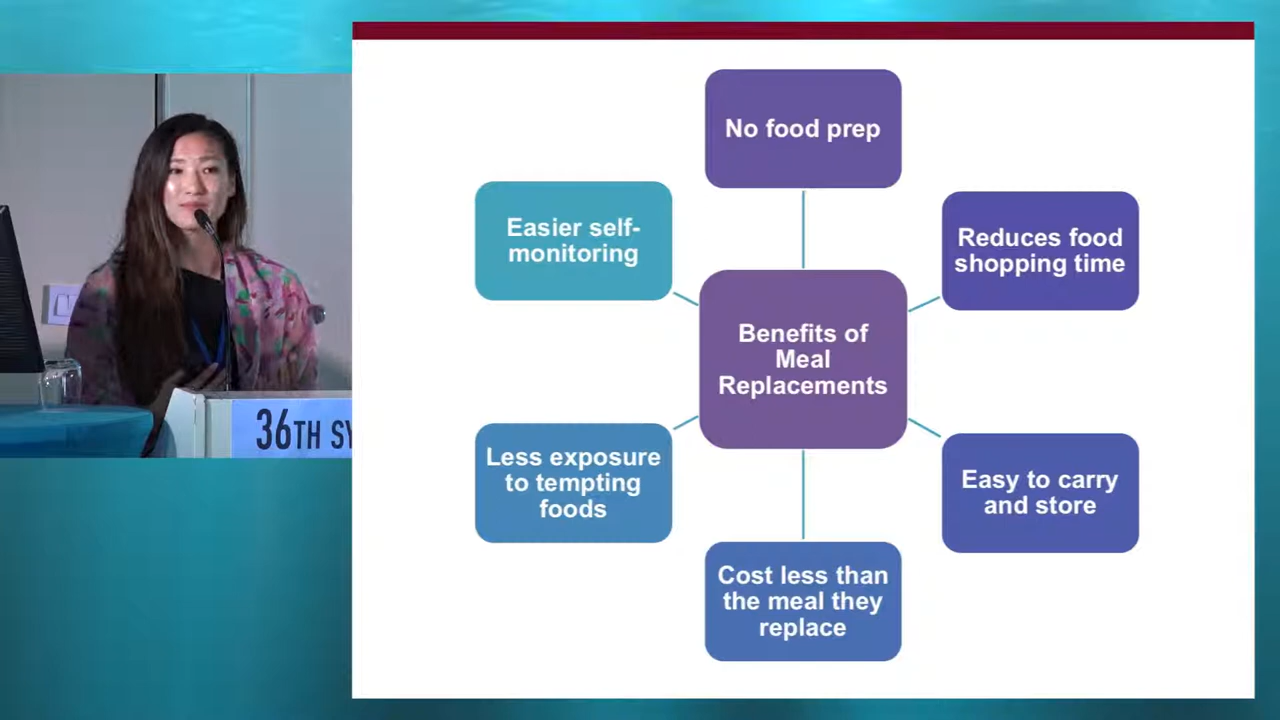 No food prep
Easier self-
monitoring
Reduces food
shopping time
Benefits of
Meal
Replacements
Less exposure
to tempting
foods
Easy to carry
and store
Cost less than
the meal they
replace
36TH SY